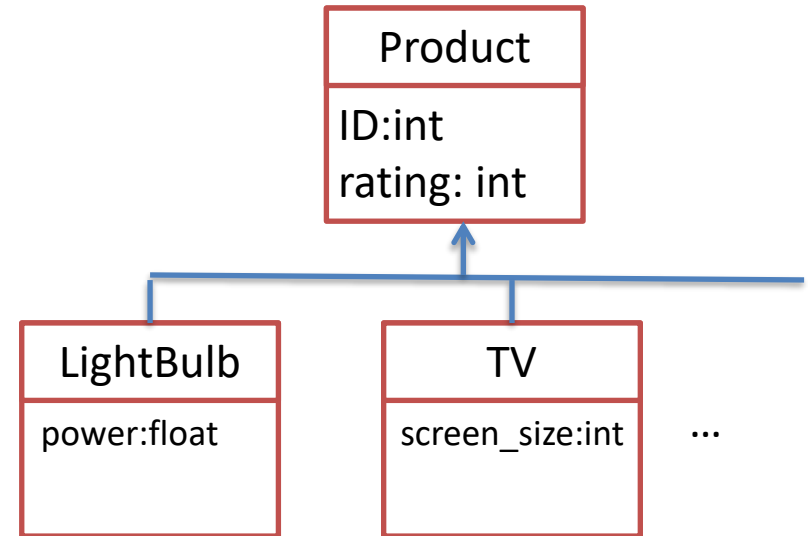 Product
ID:int
rating: int
LightBulb
power:float
TV
screen_size:int
...